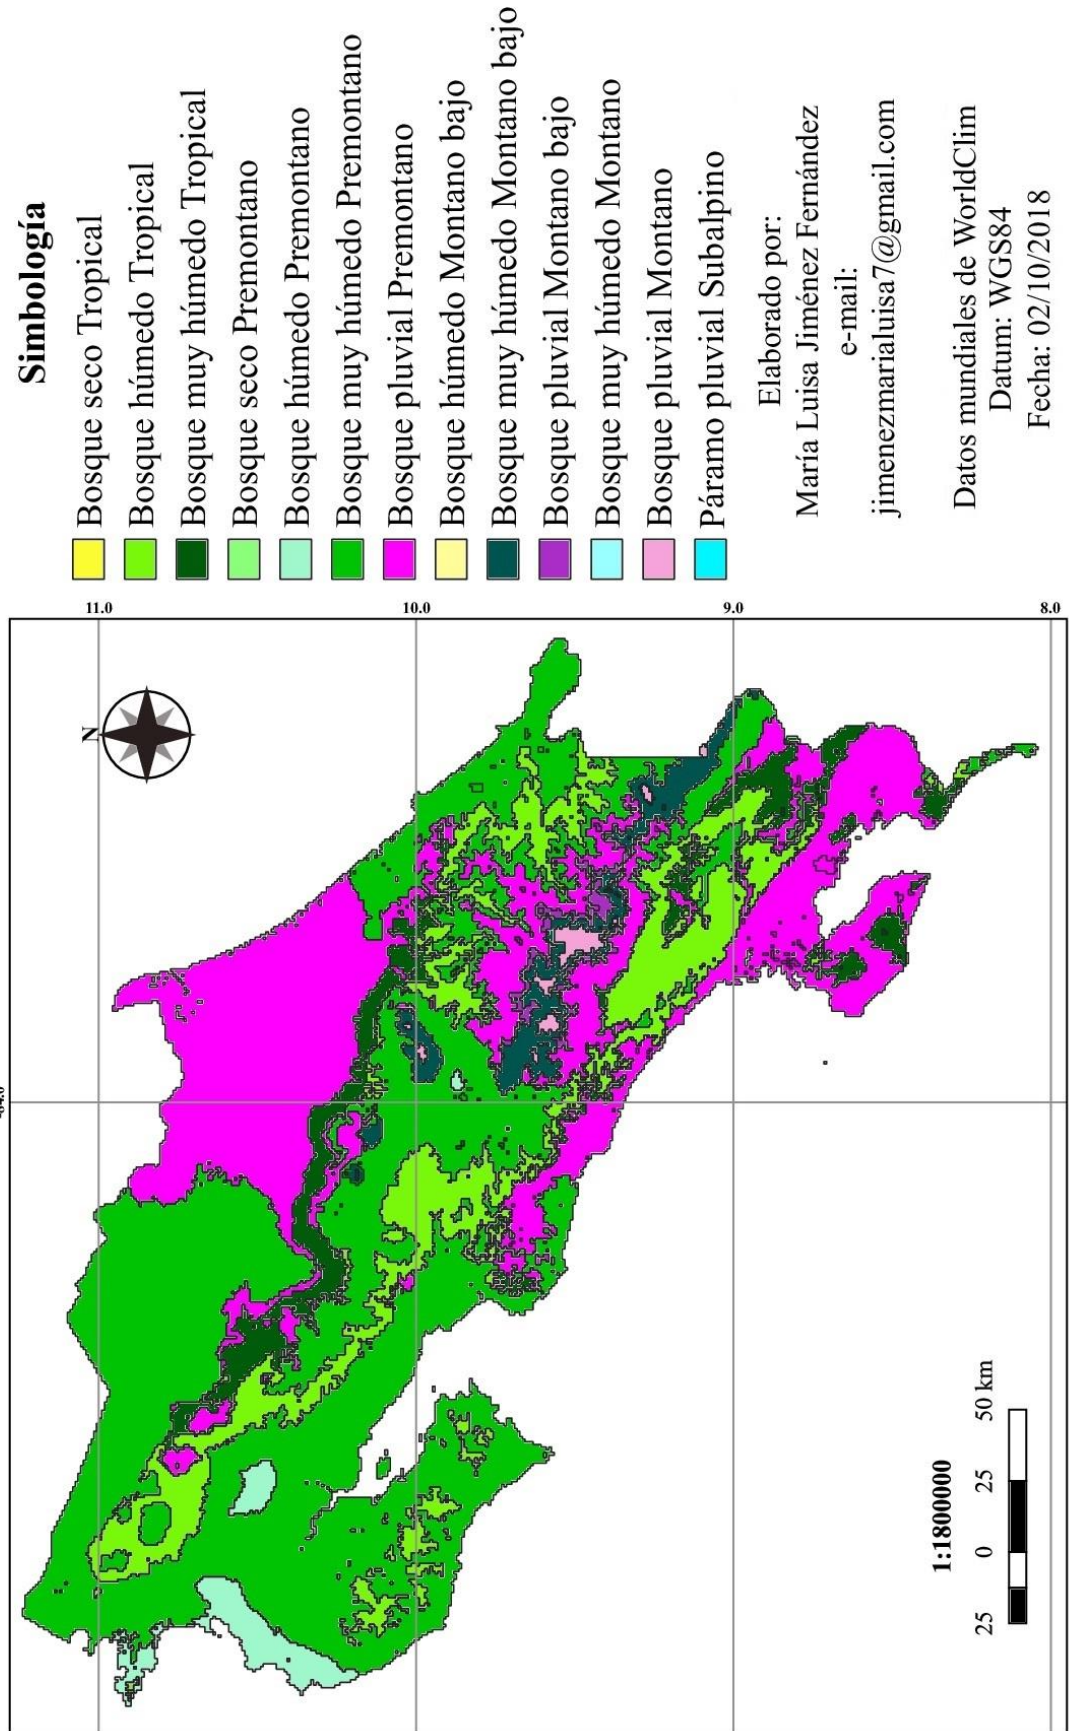 Simbología
Bosque seco Tropical
Bosque húmedo Tropical
Bosque muy húmedo Tropical
Bosque seco Premontano
Bosque húmedo Premontano
Bosque muy húmedo Premontano
Bosque pluvial Premontano
Bosque húmedo Montano bajo
Bosque muy húmedo Montano bajo
Bosque pluvial Montano bajo
Bosque muy húmedo Montano
Bosque pluvial Montano
Páramo pluvial Subalpino
Elaborado por:
María Luisa Jiménez Fernández
e-mail:
jjimenezmarialuisa7@gmail.com
Datos mundiales de WorldClim
Datum: WGS84
Fecha: 02/10/2018
11.0
10.0
9.0
8.0
N
1:1800000
25 0 25 50 km